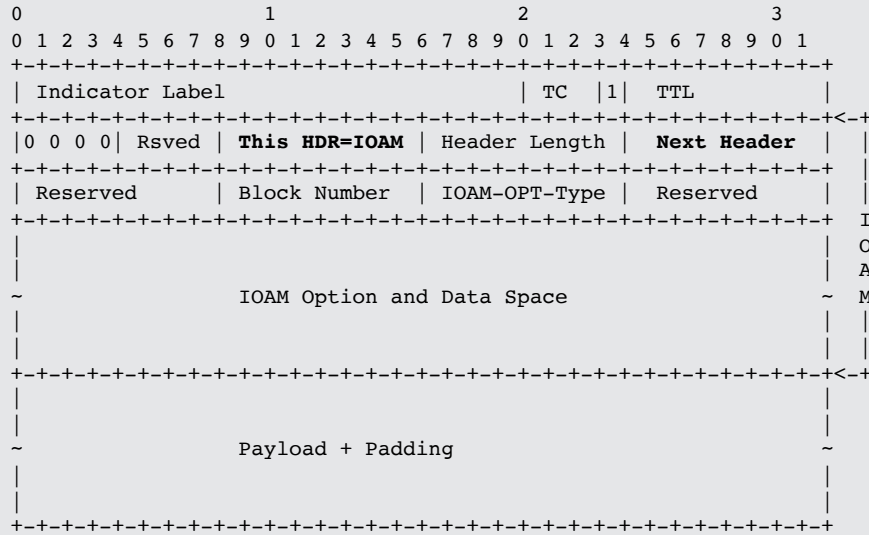 0                   1                   2                   3
0 1 2 3 4 5 6 7 8 9 0 1 2 3 4 5 6 7 8 9 0 1 2 3 4 5 6 7 8 9 0 1
+-+-+-+-+-+-+-+-+-+-+-+-+-+-+-+-+-+-+-+-+-+-+-+-+-+-+-+-+-+-+-+-+
| Indicator Label                       | TC  |1|  TTL          |
+-+-+-+-+-+-+-+-+-+-+-+-+-+-+-+-+-+-+-+-+-+-+-+-+-+-+-+-+-+-+-+-+<-+
|0 0 0 0| Rsved | This HDR=IOAM | Header Length |  Next Header  |  |
+-+-+-+-+-+-+-+-+-+-+-+-+-+-+-+-+-+-+-+-+-+-+-+-+-+-+-+-+-+-+-+-+  |
| Reserved      | Block Number  | IOAM-OPT-Type |  Reserved     |  |
+-+-+-+-+-+-+-+-+-+-+-+-+-+-+-+-+-+-+-+-+-+-+-+-+-+-+-+-+-+-+-+-+  I
|                                                               |  O
|                                                               |  A
~                 IOAM Option and Data Space                    ~  M
|                                                               |  |
|                                                               |  |
+-+-+-+-+-+-+-+-+-+-+-+-+-+-+-+-+-+-+-+-+-+-+-+-+-+-+-+-+-+-+-+-+<-+
|                                                               |
|                                                               |
~                 Payload + Padding                             ~
|                                                               |
|                                                               |
+-+-+-+-+-+-+-+-+-+-+-+-+-+-+-+-+-+-+-+-+-+-+-+-+-+-+-+-+-+-+-+-+